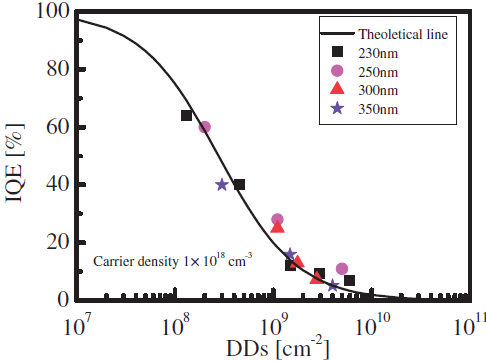 100
80
60
40
20
0
IQE [%]
Theoletical line
230nm
250nm
300nm
350nm
Carrier density 1×10¹⁸ cm⁻³
10⁷ 10⁸ 10⁹ 10¹⁰ 10¹¹
DDs [cm⁻²]